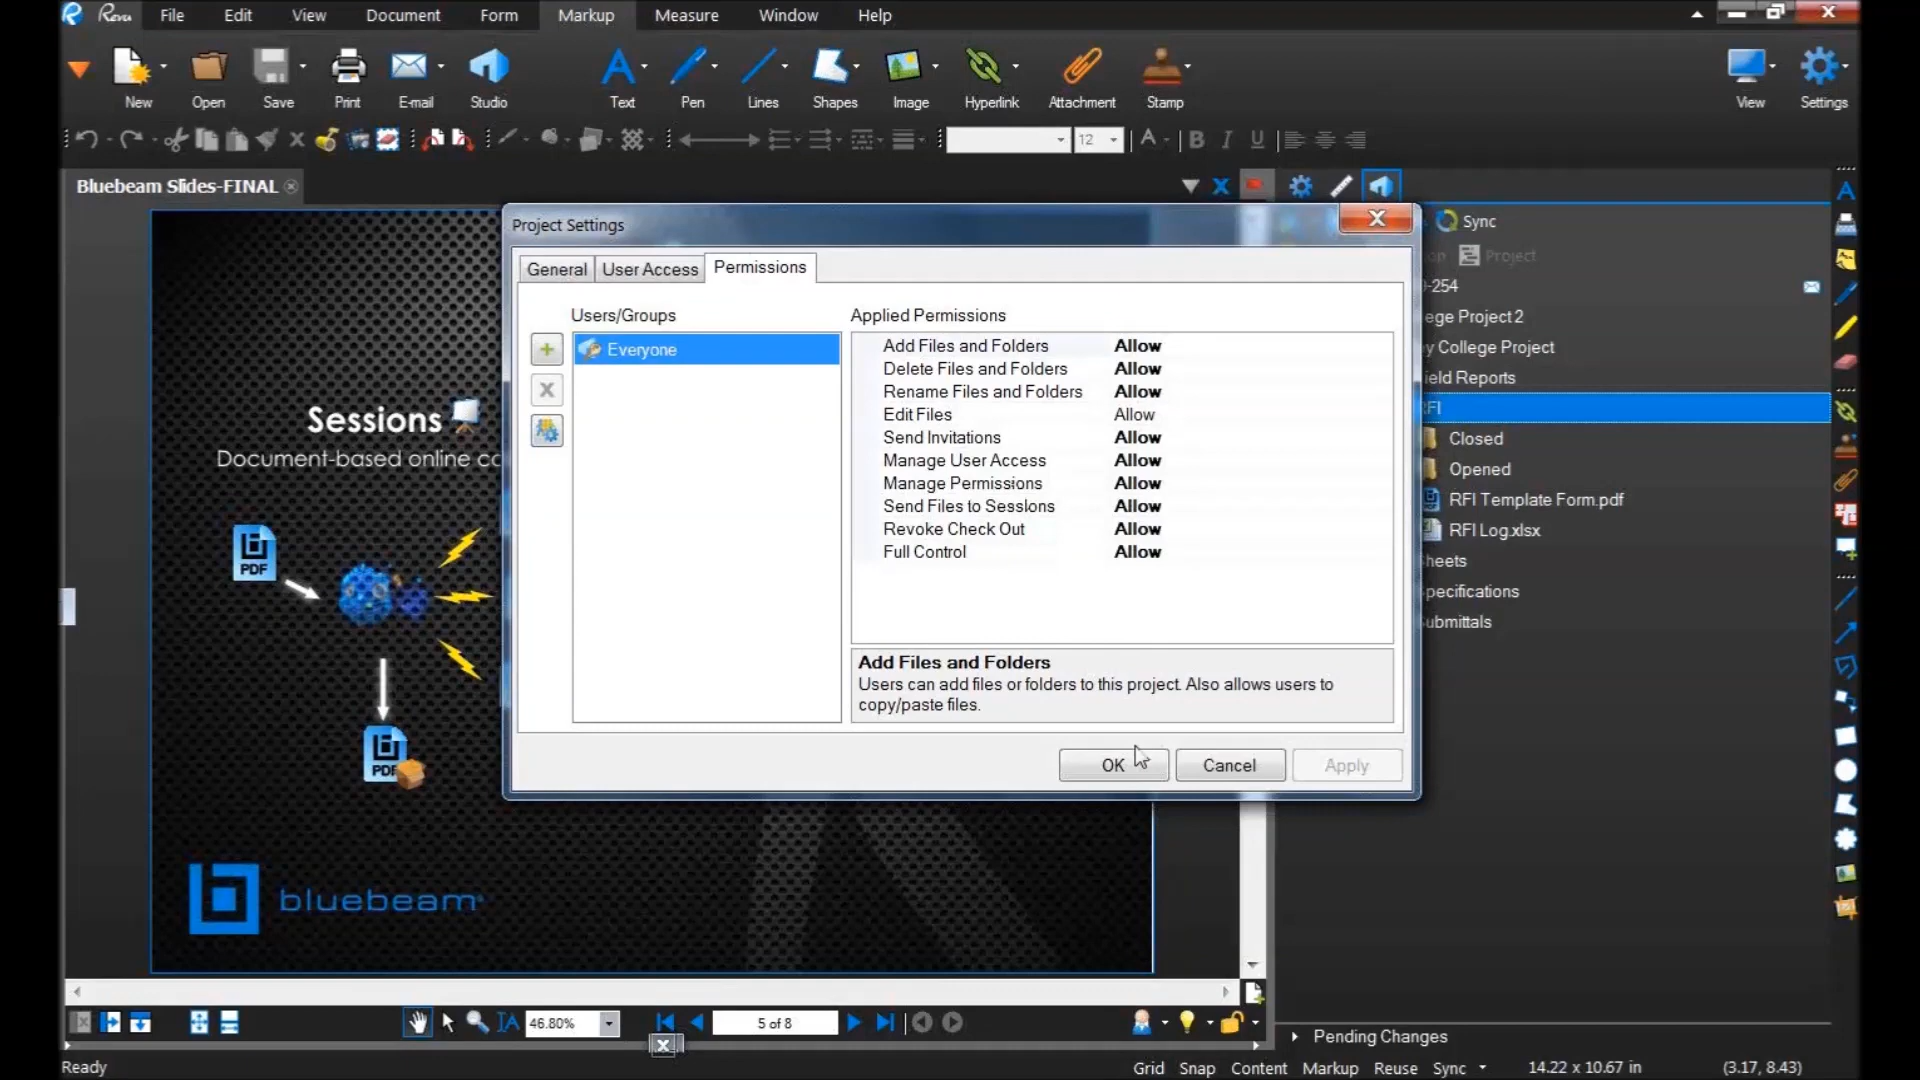 Revu File Edit View Document Form Markup Measure Window Help
New Open Save Print E-mail Studio Text Pen Lines Shapes Image Hyperlink Attachment Stamp View Settings
12 A B I U
Bluebeam Slides-FINAL
Project Settings
General User Access Permissions
Users/Groups
Everyone
Applied Permissions
Add Files and Folders Allow
Delete Files and Folders Allow
Rename Files and Folders Allow
Edit Files Allow
Send Invitations Allow
Manage User Access Allow
Manage Permissions Allow
Send Files to Sessions Allow
Revoke Check Out Allow
Full Control Allow
Add Files and Folders
Users can add files or folders to this project. Also allows users to
copy/paste files.
OK Cancel Apply
Sessions
Document-based online co
PDF
PDF
bluebeam
Sync
Project
-254
ege Project 2
y College Project
ield Reports
RFI
Closed
Opened
RFI Template Form.pdf
RFI Log.xlsx
heets
pecifications
ubmittals
46.80% 5 of 8
Pending Changes
Ready Grid Snap Content Markup Reuse Sync 14.22 x 10.67 in (3.17, 8.43)